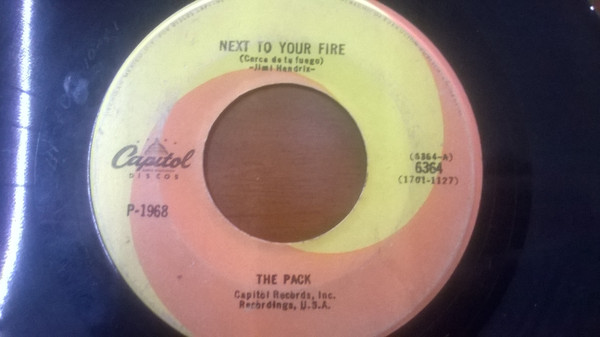 NEXT TO YOUR FIRE
(Cerca de tu fuego)
-Jimi Hendrix-
Capitol
DISCOS
(6364-A)
6364
(1701-1127)
P-1968
THE PACK
Capitol Records, Inc.
Recordings, U.S.A.